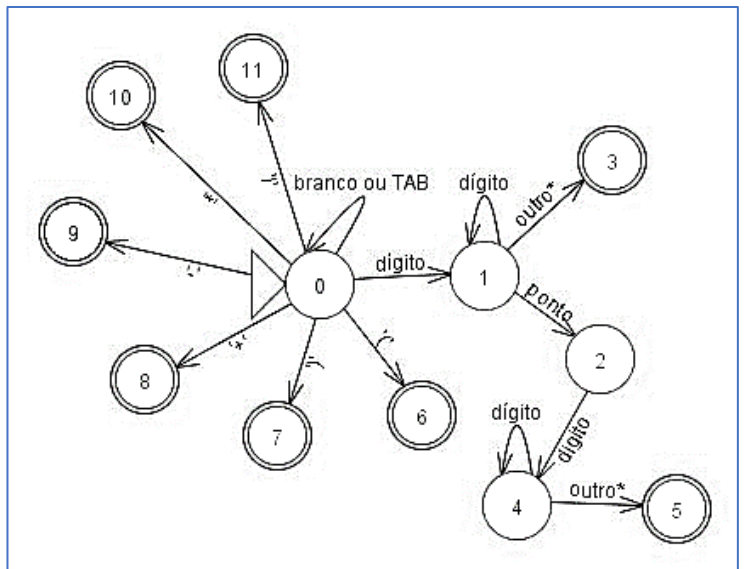 11
10
branco ou TAB
dígito
outro*
3
9
0
dígito
1
ponto
2
8
7
6
dígito
dígito
4
outro*
5